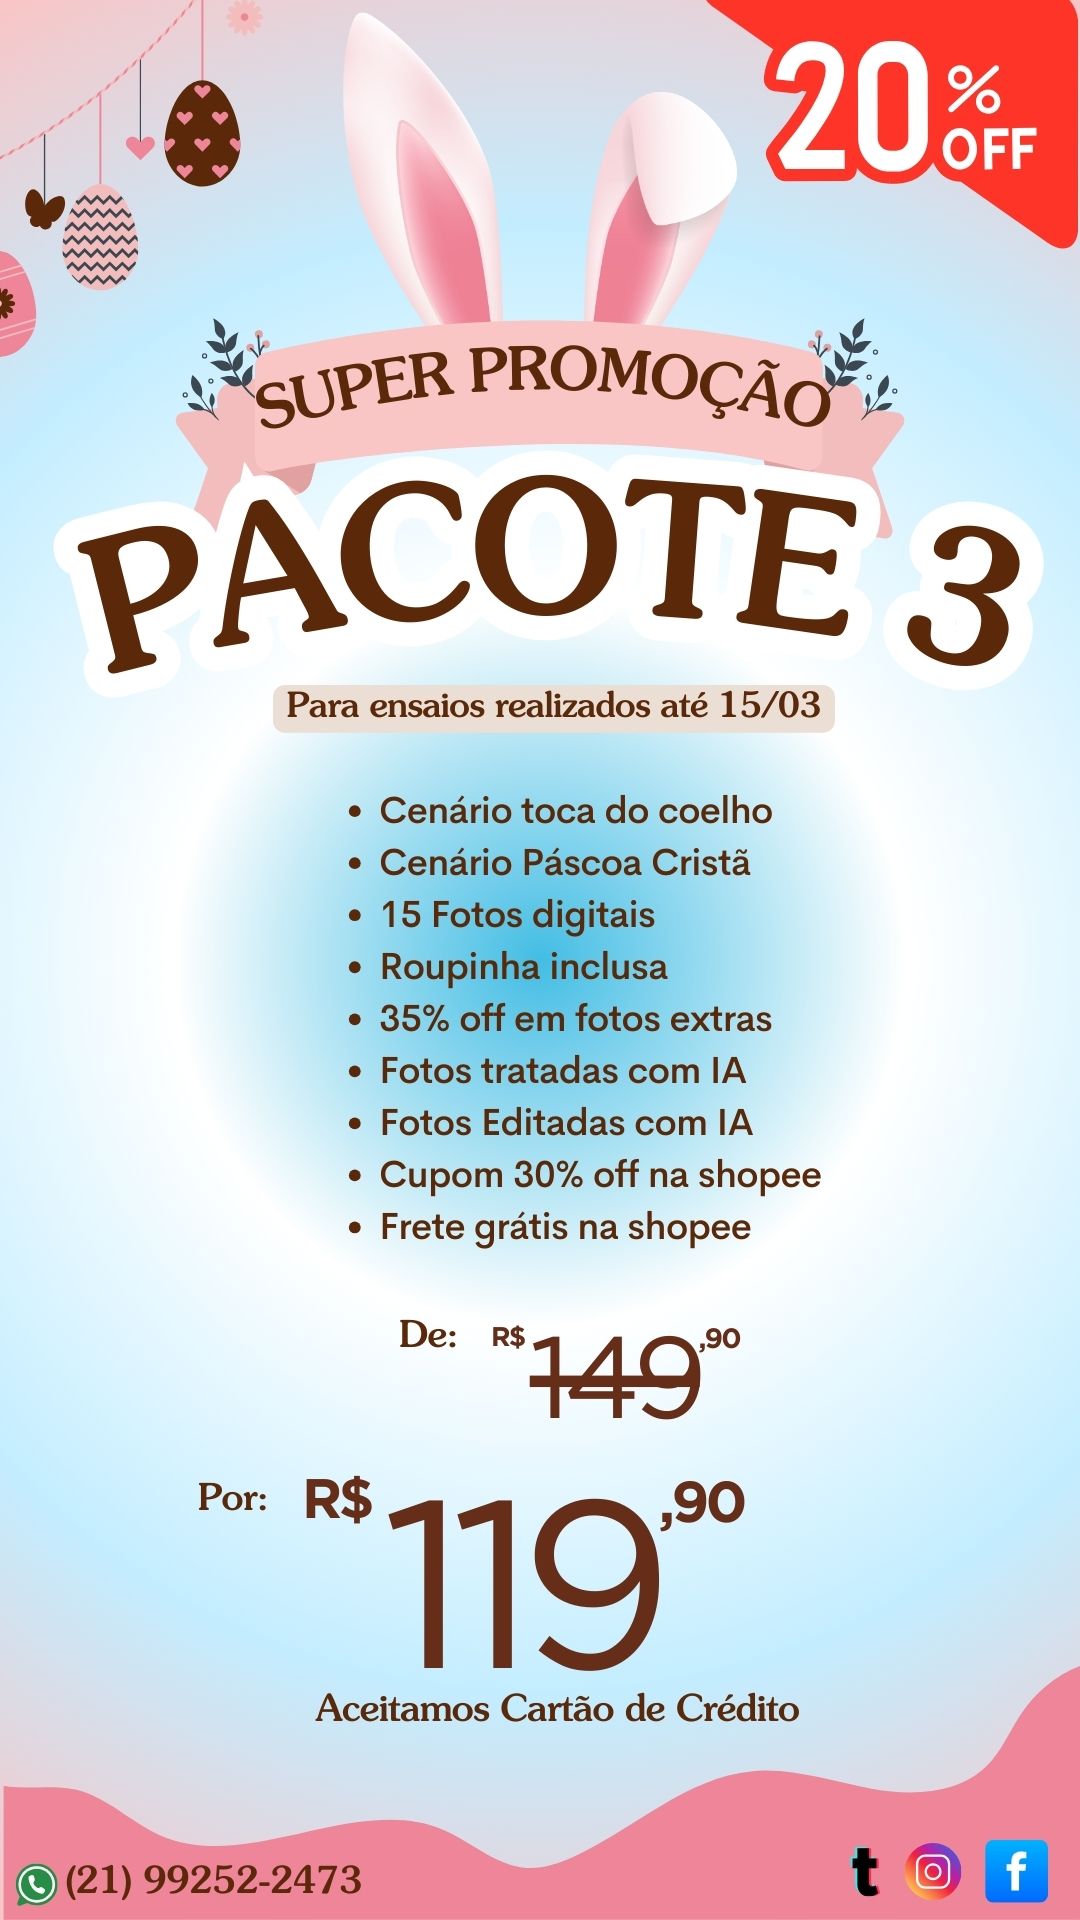 20%
OFF
SUPER PROMOÇÃO
PACOTE 3
Para ensaios realizados até 15/03
• Cenário toca do coelho
• Cenário Páscoa Cristã
• 15 Fotos digitais
• Roupinha inclusa
• 35% off em fotos extras
• Fotos tratadas com IA
• Fotos Editadas com IA
• Cupom 30% off na shopee
• Frete grátis na shopee
De: R$ 149,90
Por: R$ 119,90
Aceitamos Cartão de Crédito
(21) 99252-2473